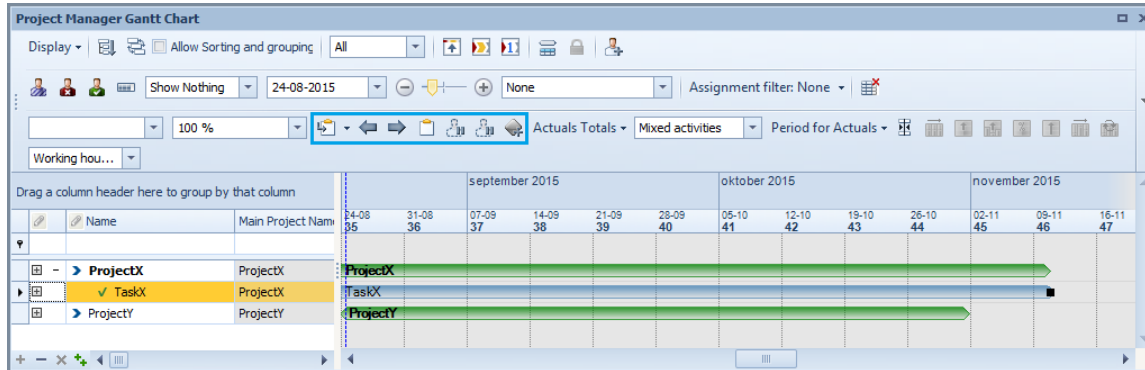 Project Manager Gantt Chart
Display Allow Sorting and grouping All
Show Nothing 24-08-2015 None Assignment filter: None
100 % Actuals Totals Mixed activities Period for Actuals
Working hou...
Drag a column header here to group by that column september 2015 oktober 2015 november 2015
Name Main Project Name 24-08 31-08 07-09 14-09 21-09 28-09 05-10 12-10 19-10 26-10 02-11 09-11 16-11
35 36 37 38 39 40 41 42 43 44 45 46 47
ProjectX ProjectX ProjectX
TaskX ProjectX TaskX
ProjectY ProjectY ProjectY